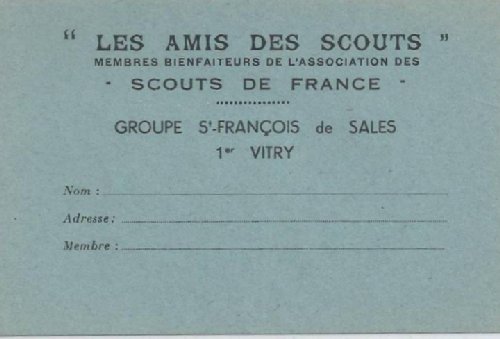 “ LES AMIS DES SCOUTS ”
MEMBRES BIENFAITEURS DE L'ASSOCIATION DES
- SCOUTS DE FRANCE -
GROUPE St-FRANÇOIS de SALES
1er VITRY
Nom :
Adresse :
Membre :